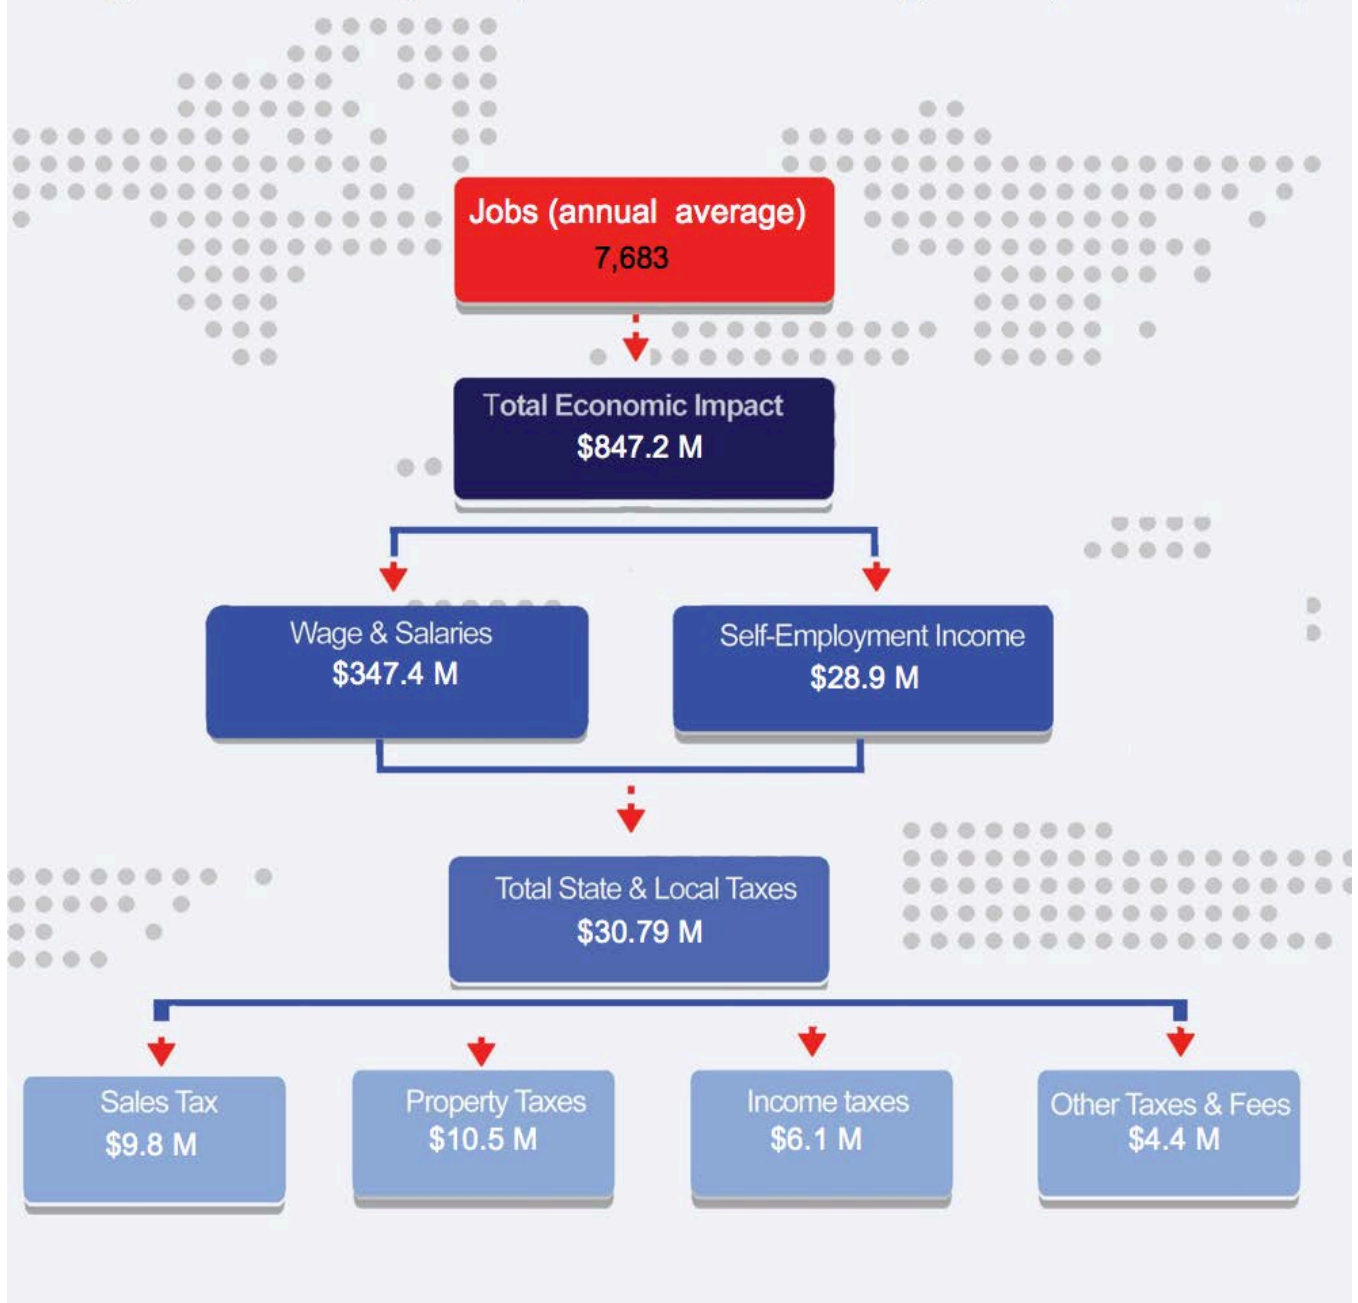 Jobs (annual average)
7,683
Total Economic Impact
$847.2 M
Wage & Salaries
$347.4 M
Self-Employment Income
$28.9 M
Total State & Local Taxes
$30.79 M
Sales Tax
$9.8 M
Property Taxes
$10.5 M
Income taxes
$6.1 M
Other Taxes & Fees
$4.4 M